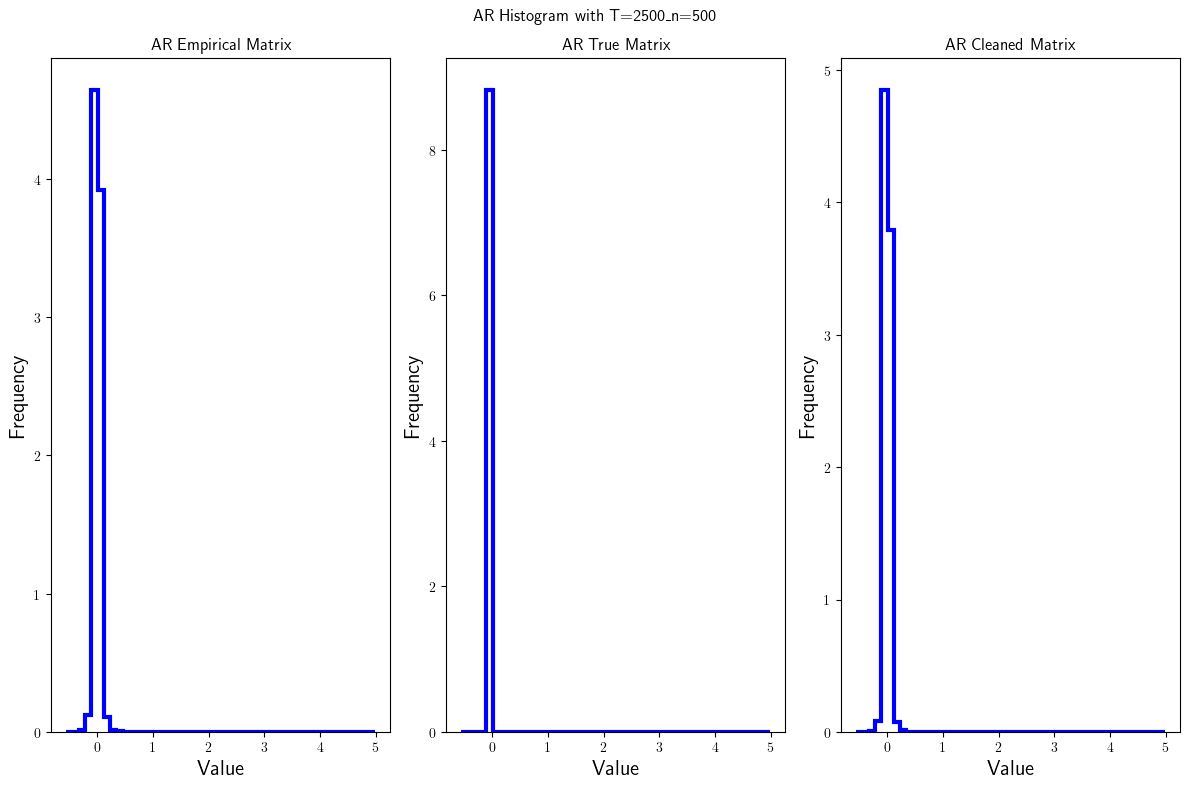 AR Histogram with T=2500_n=500
AR Empirical Matrix
Frequency
4
3
2
1
0
0 1 2 3 4 5
Value
AR True Matrix
Frequency
8
6
4
2
0
0 1 2 3 4 5
Value
AR Cleaned Matrix
Frequency
5
4
3
2
1
0
0 1 2 3 4 5
Value